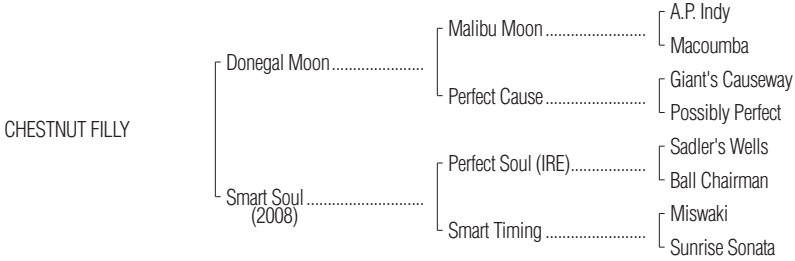 A.P. Indy
Malibu Moon ........................
Macoumba
Donegal Moon......................
Giant's Causeway
Perfect Cause ........................
Possibly Perfect
CHESTNUT FILLY
Sadler's Wells
Perfect Soul (IRE)..................
Ball Chairman
Smart Soul ............................
(2008)
Miswaki
Smart Timing ........................
Sunrise Sonata